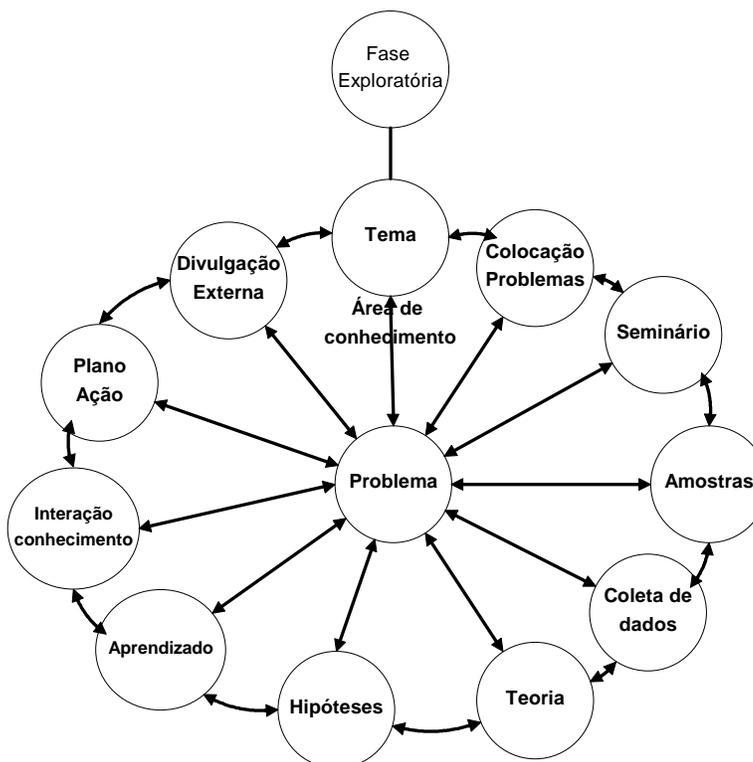 Fase
Exploratória
Tema
Divulgação
Externa
Colocação
Problemas
Área de
conhecimento
Seminário
Plano
Ação
Problema
Amostras
Interação
conhecimento
Coleta de
dados
Aprendizado
Hipóteses
Teoria